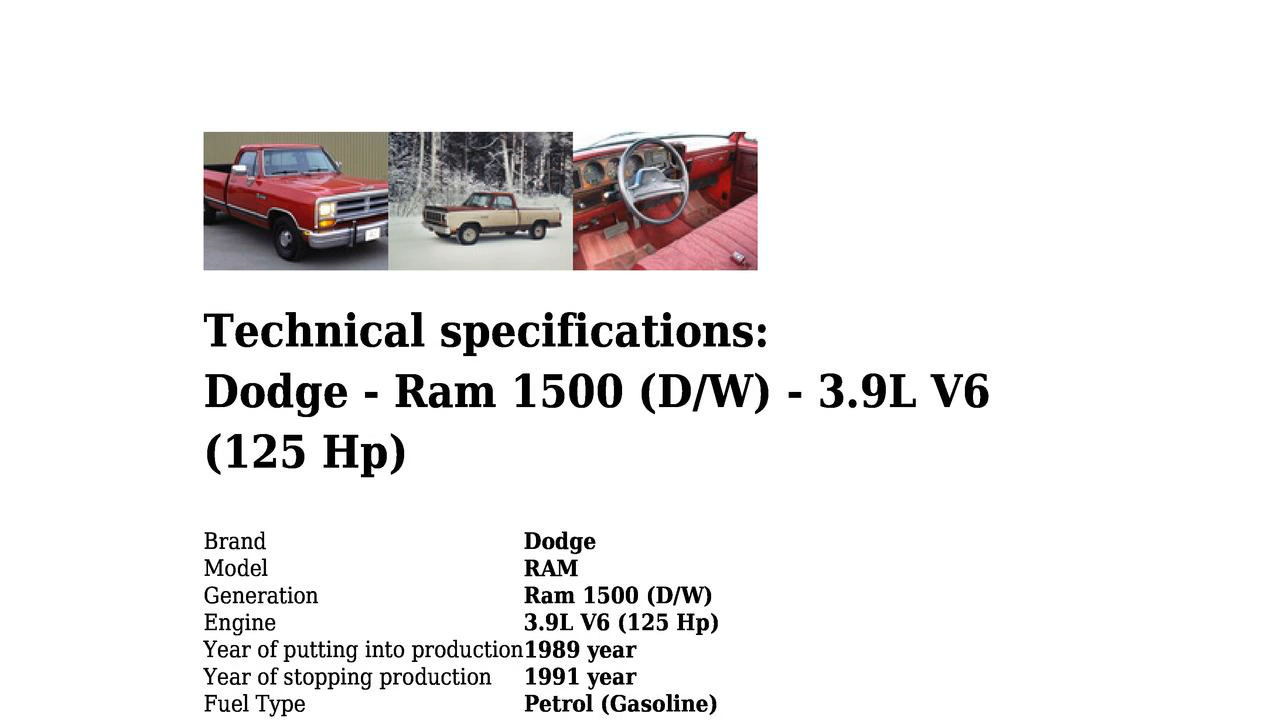 Technical specifications:
Dodge - Ram 1500 (D/W) - 3.9L V6
(125 Hp)
Brand Dodge
Model RAM
Generation Ram 1500 (D/W)
Engine 3.9L V6 (125 Hp)
Year of putting into production 1989 year
Year of stopping production 1991 year
Fuel Type Petrol (Gasoline)